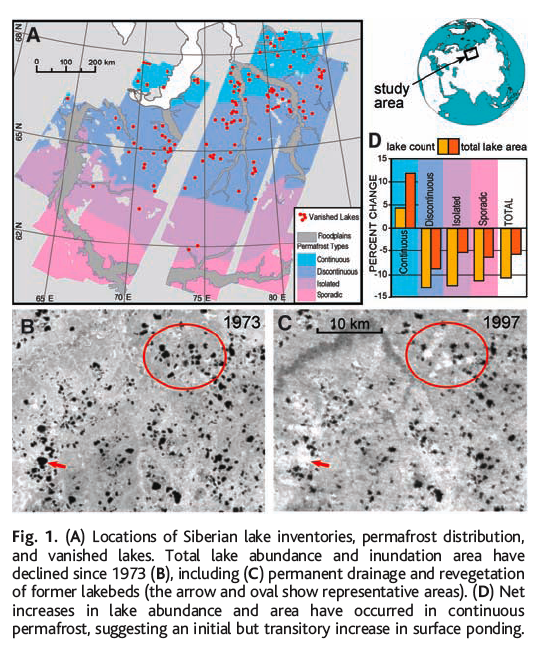 A
0 100 200 km
68 N
65 N
62 N
65 E
70 E
75 E
80 E
Vanished Lakes
Floodplains
Permafrost Types
Continuous
Discontinuous
Isolated
Sporadic
study
area
D
lake count
total lake area
PERCENT CHANGE
15
10
5
0
-5
-10
-15
Continuous
Discontinuous
Isolated
Sporadic
TOTAL
B
1973
C
10 km
1997
Fig. 1. (A) Locations of Siberian lake inventories, permafrost distribution,
and vanished lakes. Total lake abundance and inundation area have
declined since 1973 (B), including (C) permanent drainage and revegetation
of former lakebeds (the arrow and oval show representative areas). (D) Net
increases in lake abundance and area have occurred in continuous
permafrost, suggesting an initial but transitory increase in surface ponding.